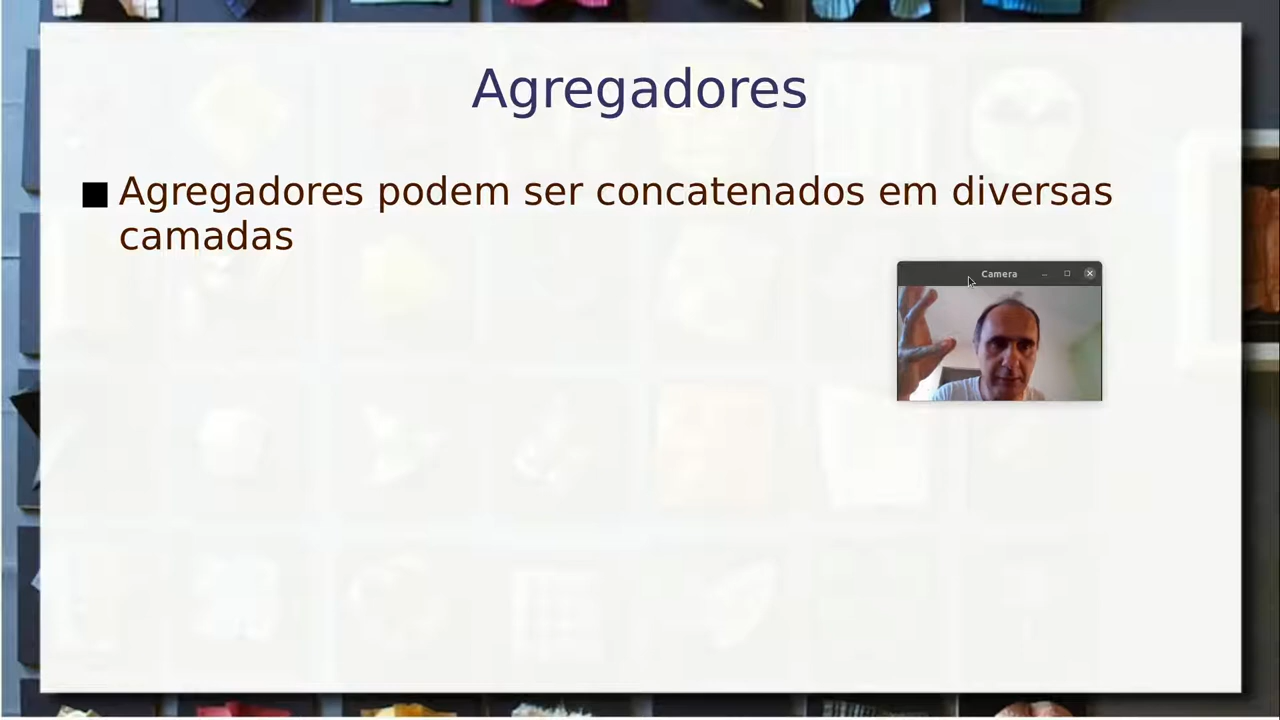 Agregadores
Agregadores podem ser concatenados em diversas
camadas
Camera